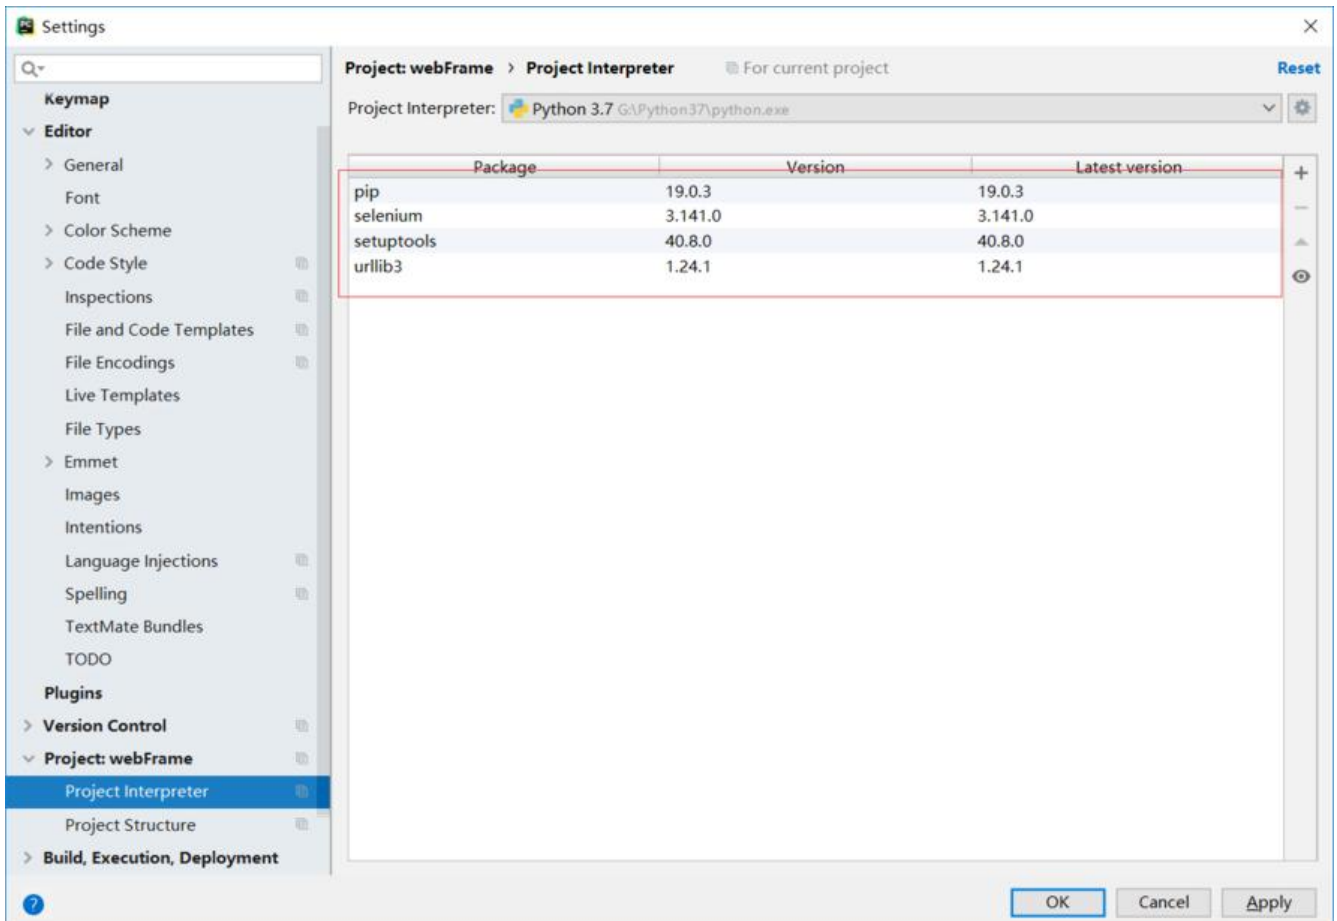 Settings
Keymap
Editor
General
Font
Color Scheme
Code Style
Inspections
File and Code Templates
File Encodings
Live Templates
File Types
Emmet
Images
Intentions
Language Injections
Spelling
TextMate Bundles
TODO
Plugins
Version Control
Project: webFrame
Project Interpreter
Project Structure
Build, Execution, Deployment
Project: webFrame > Project Interpreter For current project Reset
Project Interpreter: Python 3.7 G:\Python37\python.exe
Package Version Latest version
pip 19.0.3 19.0.3
selenium 3.141.0 3.141.0
setuptools 40.8.0 40.8.0
urllib3 1.24.1 1.24.1
? OK Cancel Apply